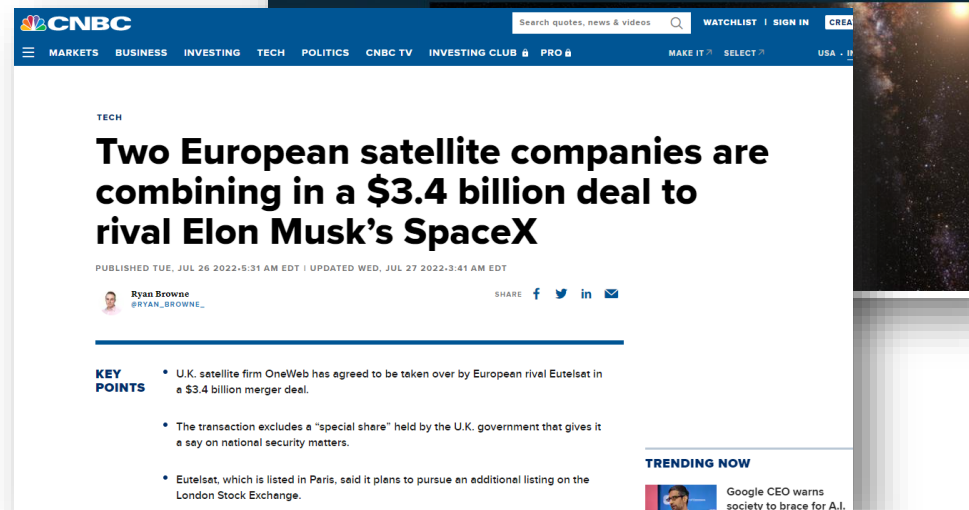 CNBC
Search quotes, news & videos
WATCHLIST | SIGN IN
MARKETS BUSINESS INVESTING TECH POLITICS CNBC TV INVESTING CLUB PRO
MAKE IT SELECT
USA
TECH
Two European satellite companies are
combining in a $3.4 billion deal to
rival Elon Musk’s SpaceX
PUBLISHED TUE, JUL 26 2022•5:31 AM EDT | UPDATED WED, JUL 27 2022•3:41 AM EDT
Ryan Browne
@RYAN_BROWNE_
SHARE
KEY
POINTS
• U.K. satellite firm OneWeb has agreed to be taken over by European rival Eutelsat in
a $3.4 billion merger deal.
• The transaction excludes a “special share” held by the U.K. government that gives it
a say on national security matters.
• Eutelsat, which is listed in Paris, said it plans to pursue an additional listing on the
London Stock Exchange.
TRENDING NOW
Google CEO warns
society to brace for A.I.